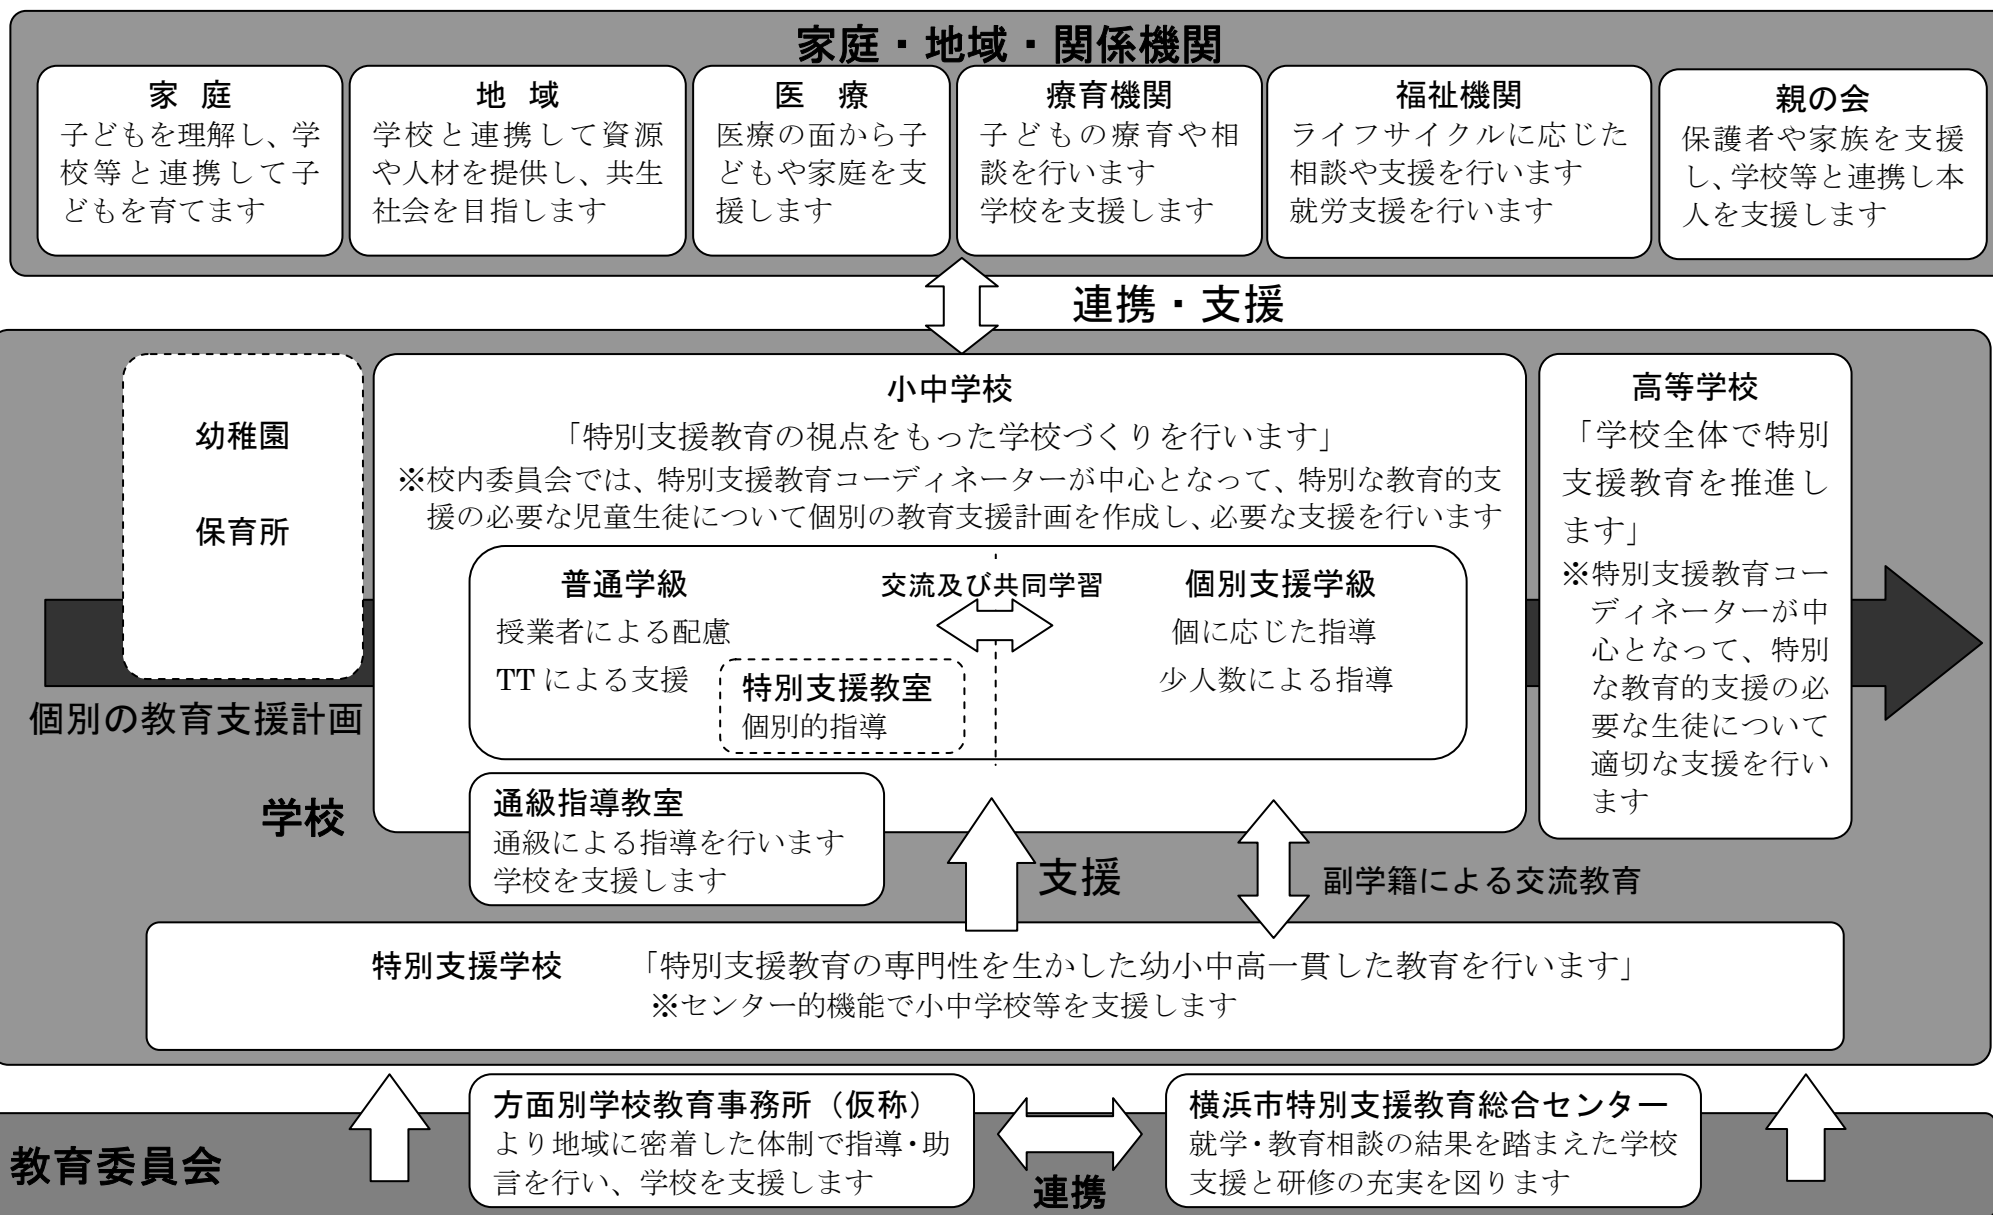 家庭・地域・関係機関
家 庭
子どもを理解し、学
校等と連携して子
どもを育てます
地 域
学校と連携して資源
や人材を提供し、共生
社会を目指します
医 療
医療の面から子
どもや家庭を支
援します
療育機関
子どもの療育や相
談を行います
学校を支援します
福祉機関
ライフサイクルに応じた
相談や支援を行います
就労支援を行います
親の会
保護者や家族を支援
し、学校等と連携し本
人を支援します
連携・支援
幼稚園
保育所
個別の教育支援計画
学校
小中学校
「特別支援教育の視点をもった学校づくりを行います」
※校内委員会では、特別支援教育コーディネーターが中心となって、特別な教育的支
援の必要な児童生徒について個別の教育支援計画を作成し、必要な支援を行います
普通学級
授業者による配慮
TT による支援
特別支援教室
個別的指導
交流及び共同学習
個別支援学級
個に応じた指導
少人数による指導
通級指導教室
通級による指導を行います
学校を支援します
高等学校
「学校全体で特別
支援教育を推進し
ます」
※特別支援教育コー
ディネーターが中
心となって、特別
な教育的支援の必
要な生徒について
適切な支援を行い
ます
支援
副学籍による交流教育
特別支援学校 「特別支援教育の専門性を生かした幼小中高一貫した教育を行います」
※センター的機能で小中学校等を支援します
教育委員会
方面別学校教育事務所（仮称）
より地域に密着した体制で指導・助
言を行い、学校を支援します
連携
横浜市特別支援教育総合センター
就学・教育相談の結果を踏まえた学校
支援と研修の充実を図ります